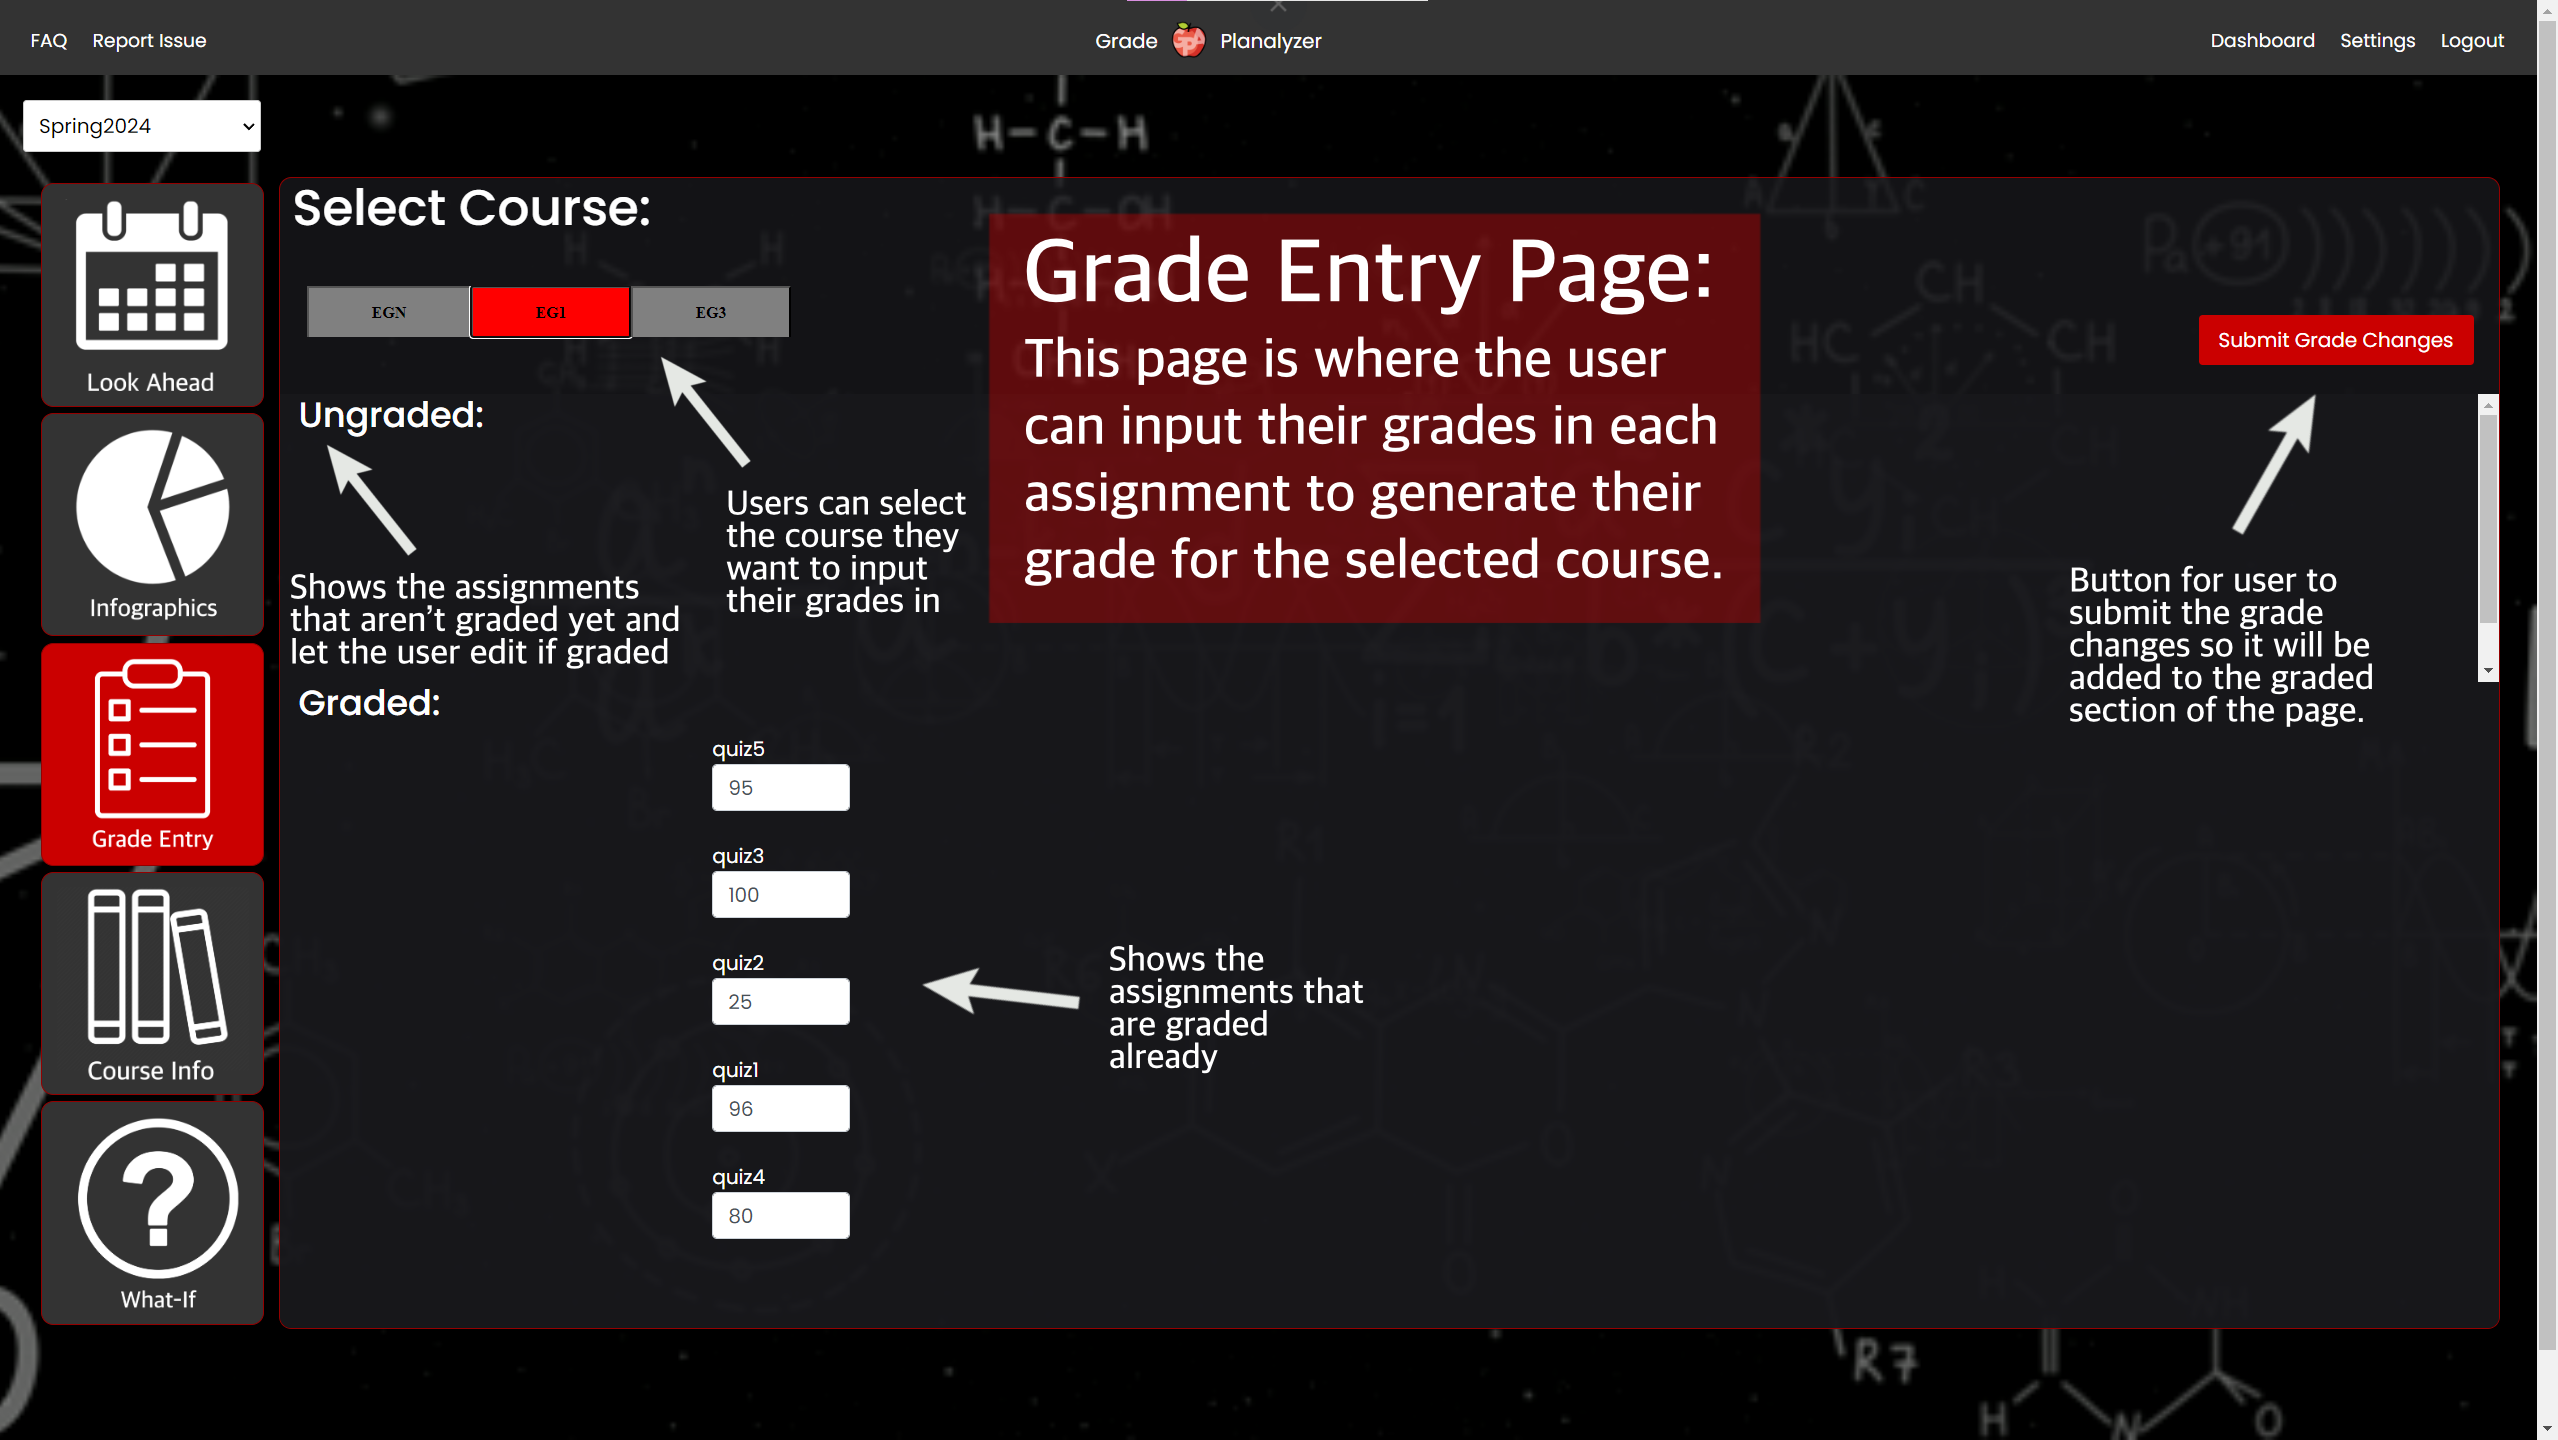 FAQ Report Issue
Grade Planalyzer
Dashboard Settings Logout
Spring2024
Look Ahead
Infographics
Grade Entry
Course Info
What-If
Select Course:
EGN EG1 EG3
Grade Entry Page:
This page is where the user
can input their grades in each
assignment to generate their
grade for the selected course.
Submit Grade Changes
Ungraded:
Users can select
the course they
want to input
their grades in
Shows the assignments
that aren't graded yet and
let the user edit if graded
Button for user to
submit the grade
changes so it will be
added to the graded
section of the page.
Graded:
quiz5
95
quiz3
100
quiz2
25
quiz1
96
quiz4
80
Shows the
assignments that
are graded
already
H-C-H
R7
H
N
O